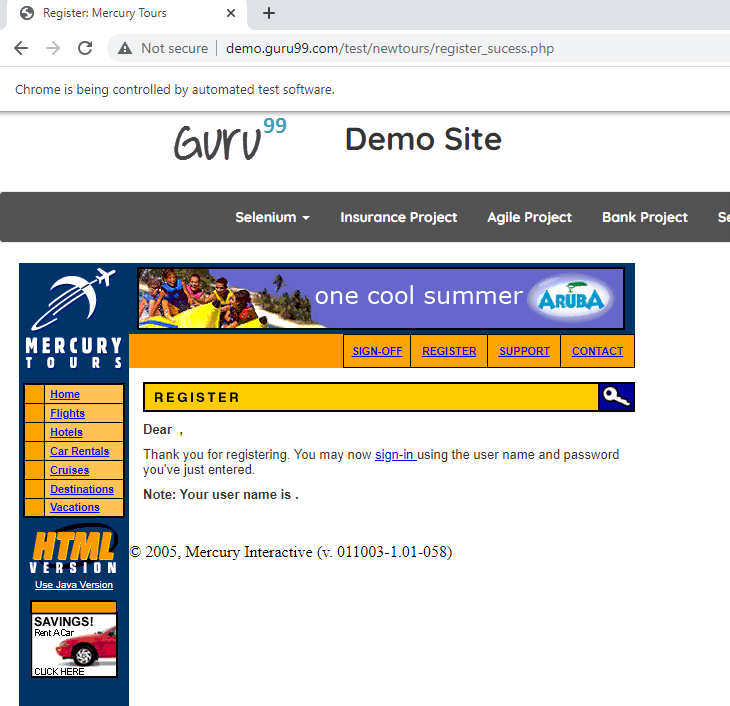 Register: Mercury Tours
Not secure | demo.guru99.com/test/newtours/register_sucess.php
Chrome is being controlled by automated test software.
Guru99 Demo Site
Selenium Insurance Project Agile Project Bank Project Se
one cool summer ARUBA
MERCURY
TOURS
SIGN-OFF REGISTER SUPPORT CONTACT
REGISTER
Home
Flights
Hotels
Car Rentals
Cruises
Destinations
Vacations
Dear ,
Thank you for registering. You may now sign-in using the user name and password
you've just entered.
Note: Your user name is .
HTML
VERSION
Use Java Version
© 2005, Mercury Interactive (v. 011003-1.01-058)
SAVINGS!
Rent A Car
CLICK HERE